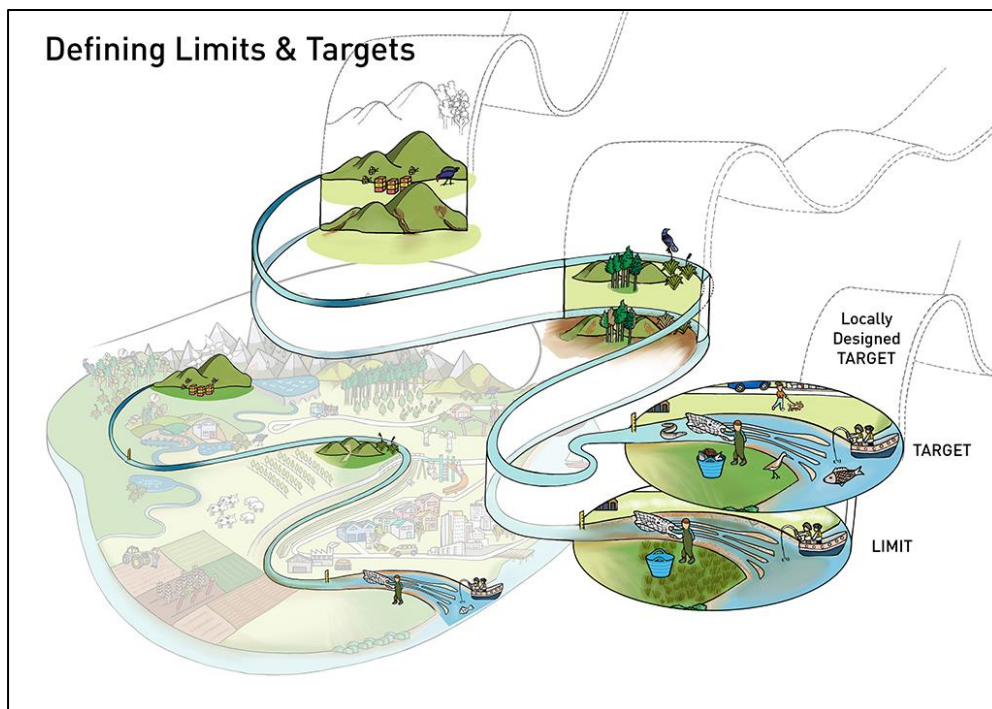 Defining Limits & Targets
Locally
Designed
TARGET
TARGET
LIMIT